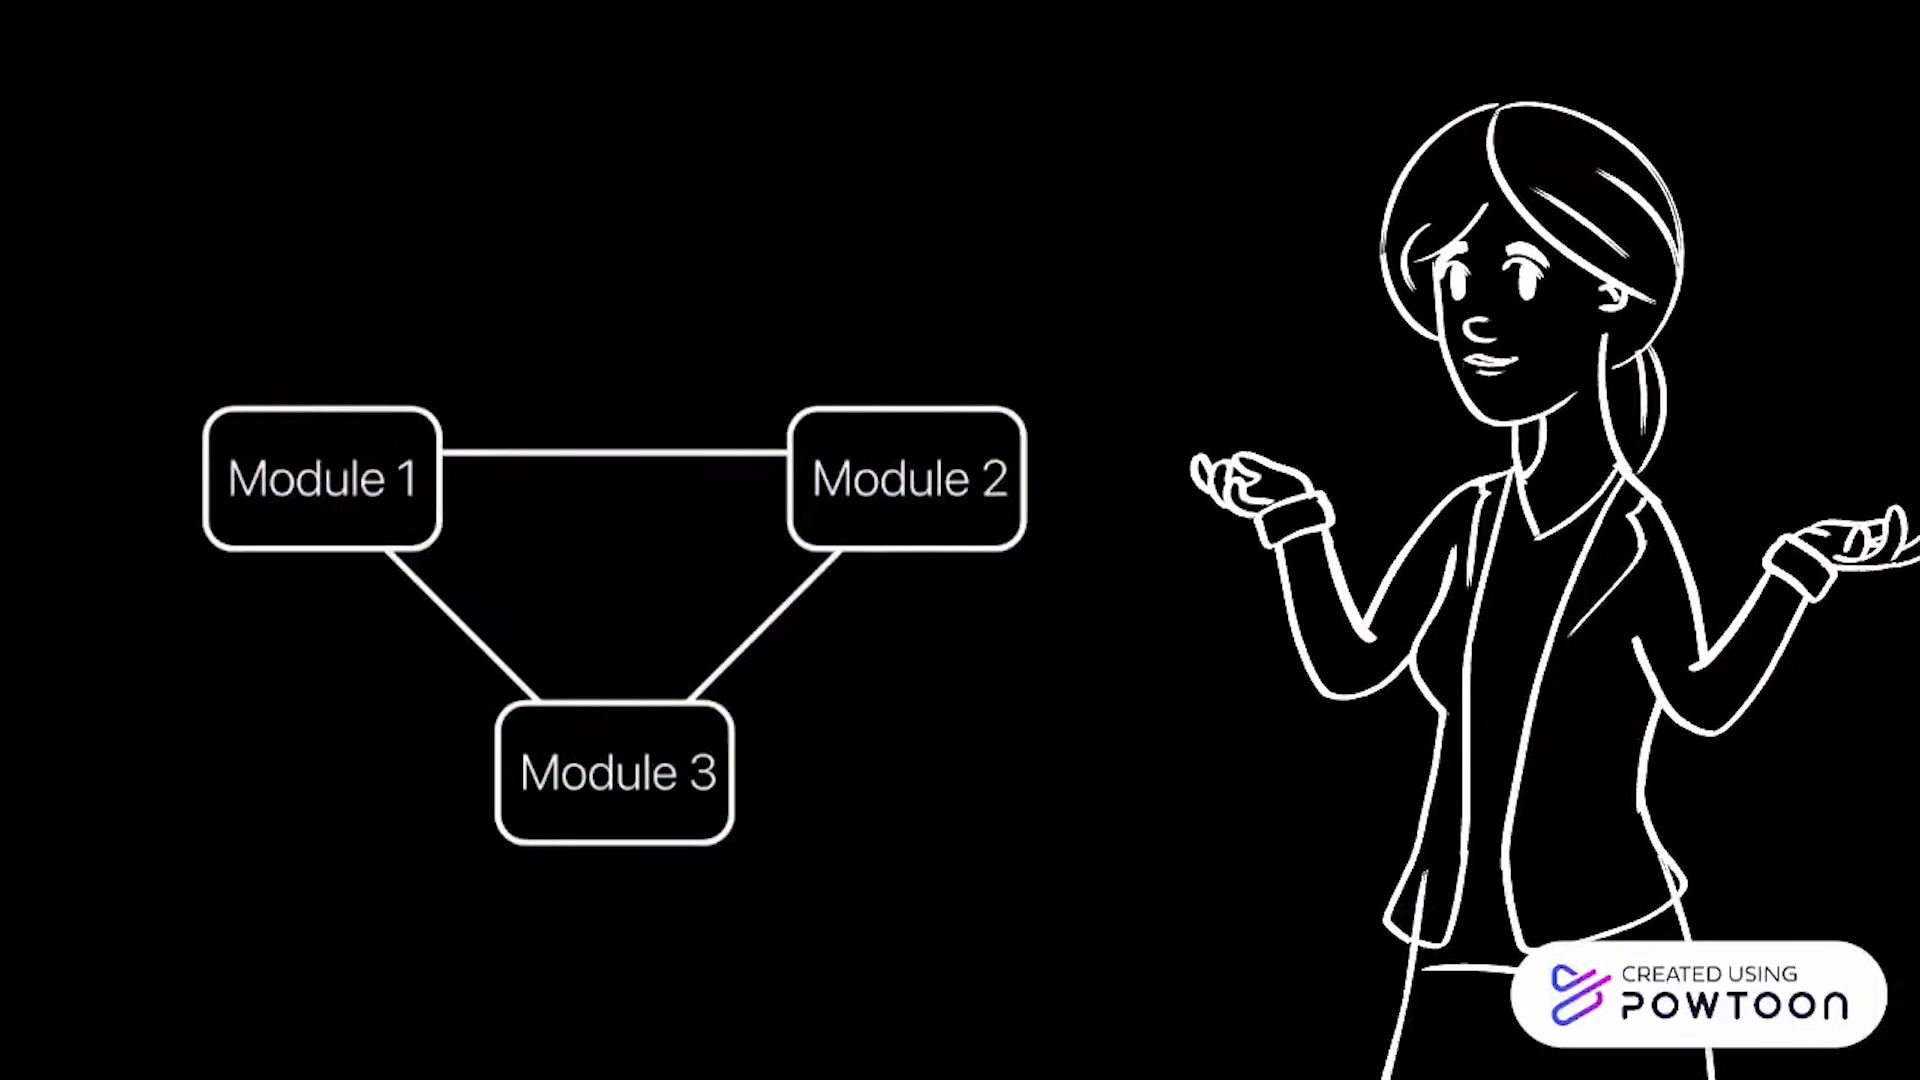 Module 1
Module 2
Module 3
CREATED USING
POWTOON